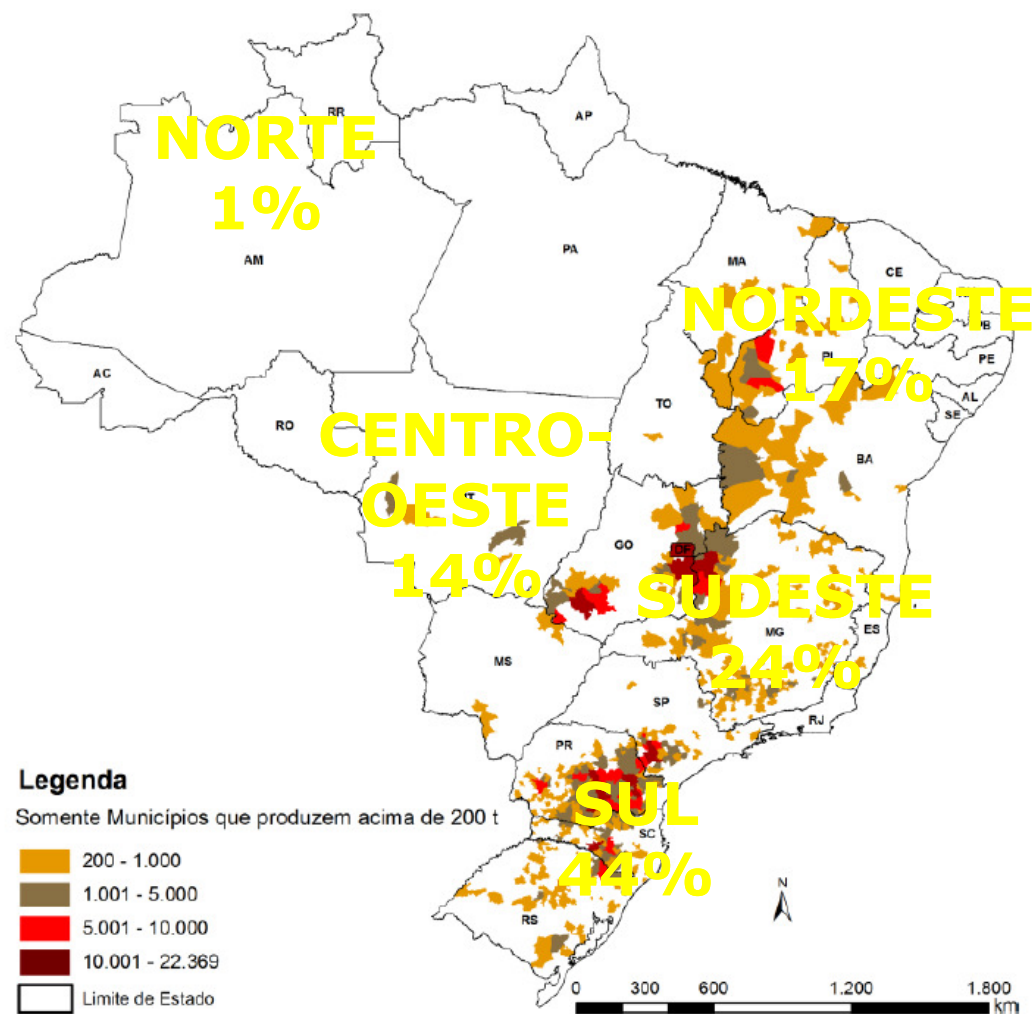 RR
AP
NORTE
1%
AM
PA
MA
CE
NORDESTE
PB
PI
PE
17%
AC
AL
SE
TO
RO
CENTRO-
BA
OESTE
GO
DF
14%
SUDESTE
MG
ES
MS
24%
SP
RJ
PR
Legenda
Somente Municípios que produzem acima de 200 t
SUL
SC
44%
200 - 1.000
1.001 - 5.000
N
RS
5.001 - 10.000
10.001 - 22.369
Limite de Estado
0 300 600 1.200 1.800
km